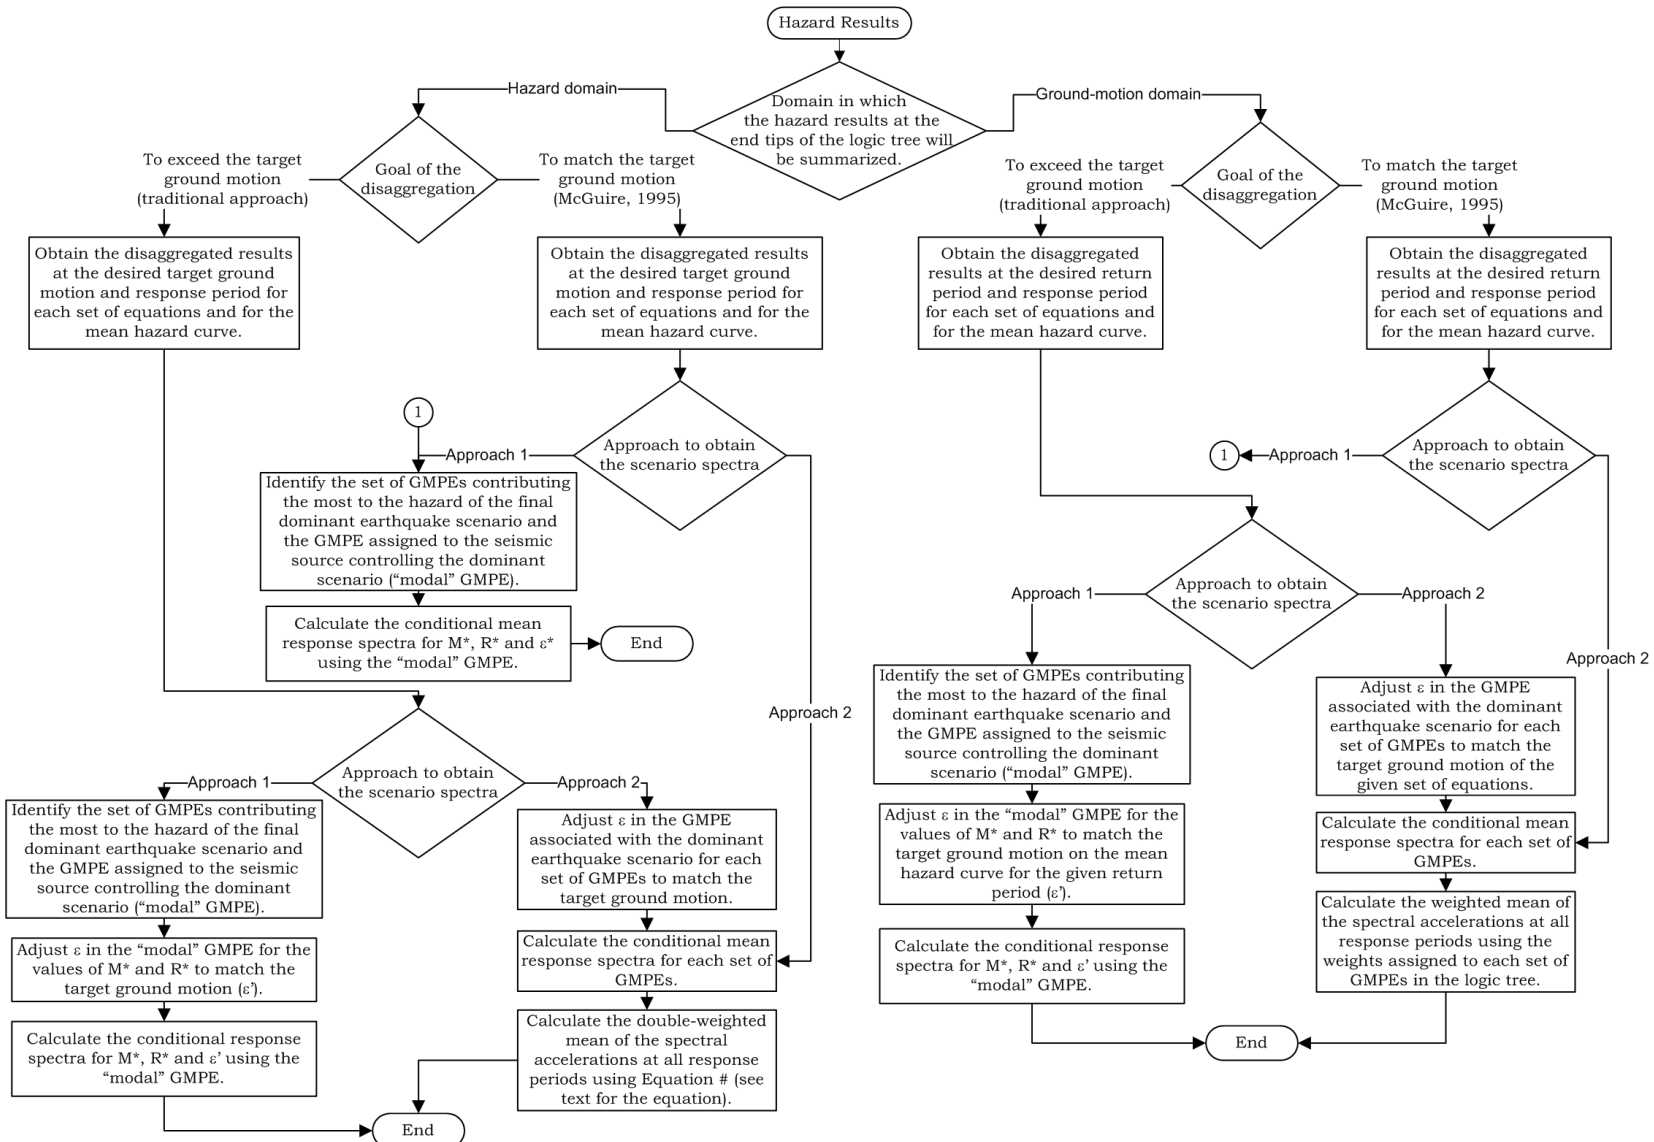 Hazard Results
Domain in which
the hazard results at the
end tips of the logic tree will
be summarized.
Hazard domain
Ground-motion domain
Goal of the
disaggregation
To exceed the target
ground motion
(traditional approach)
To match the target
ground motion
(McGuire, 1995)
Obtain the disaggregated results
at the desired target ground
motion and response period for
each set of equations and for the
mean hazard curve.
Obtain the disaggregated results
at the desired target ground
motion and response period for
each set of equations and for the
mean hazard curve.
1
Approach 1
Approach to obtain
the scenario spectra
Approach 2
Identify the set of GMPEs contributing
the most to the hazard of the final
dominant earthquake scenario and
the GMPE assigned to the seismic
source controlling the dominant
scenario (“modal” GMPE).
Calculate the conditional mean
response spectra for M*, R* and ε*
using the “modal” GMPE.
End
Approach to obtain
the scenario spectra
Approach 1
Approach 2
Identify the set of GMPEs contributing
the most to the hazard of the final
dominant earthquake scenario and
the GMPE assigned to the seismic
source controlling the dominant
scenario (“modal” GMPE).
Adjust ε in the “modal” GMPE for the
values of M* and R* to match the
target ground motion (ε’).
Calculate the conditional response
spectra for M*, R* and ε’ using the
“modal” GMPE.
Adjust ε in the GMPE
associated with the dominant
earthquake scenario for each
set of GMPEs to match the
target ground motion.
Calculate the conditional mean
response spectra for each set of
GMPEs.
Calculate the double-weighted
mean of the spectral
accelerations at all response
periods using Equation # (see
text for the equation).
End
Goal of the
disaggregation
To exceed the target
ground motion
(traditional approach)
To match the target
ground motion
(McGuire, 1995)
Obtain the disaggregated
results at the desired return
period and response period
for each set of equations and
for the mean hazard curve.
Obtain the disaggregated
results at the desired return
period and response period
for each set of equations and
for the mean hazard curve.
1
Approach 1
Approach to obtain
the scenario spectra
Approach 2
Approach to obtain
the scenario spectra
Approach 1
Approach 2
Identify the set of GMPEs contributing
the most to the hazard of the final
dominant earthquake scenario and
the GMPE assigned to the seismic
source controlling the dominant
scenario (“modal” GMPE).
Adjust ε in the “modal” GMPE for the
values of M* and R* to match the
target ground motion on the mean
hazard curve for the given return
period (ε’).
Calculate the conditional response
spectra for M*, R* and ε’ using the
“modal” GMPE.
Adjust ε in the GMPE
associated with the dominant
earthquake scenario for each
set of GMPEs to match the
target ground motion of the
given set of equations.
Calculate the conditional mean
response spectra for each set of
GMPEs.
Calculate the weighted mean of
the spectral accelerations at all
response periods using the
weights assigned to each set of
GMPEs in the logic tree.
End